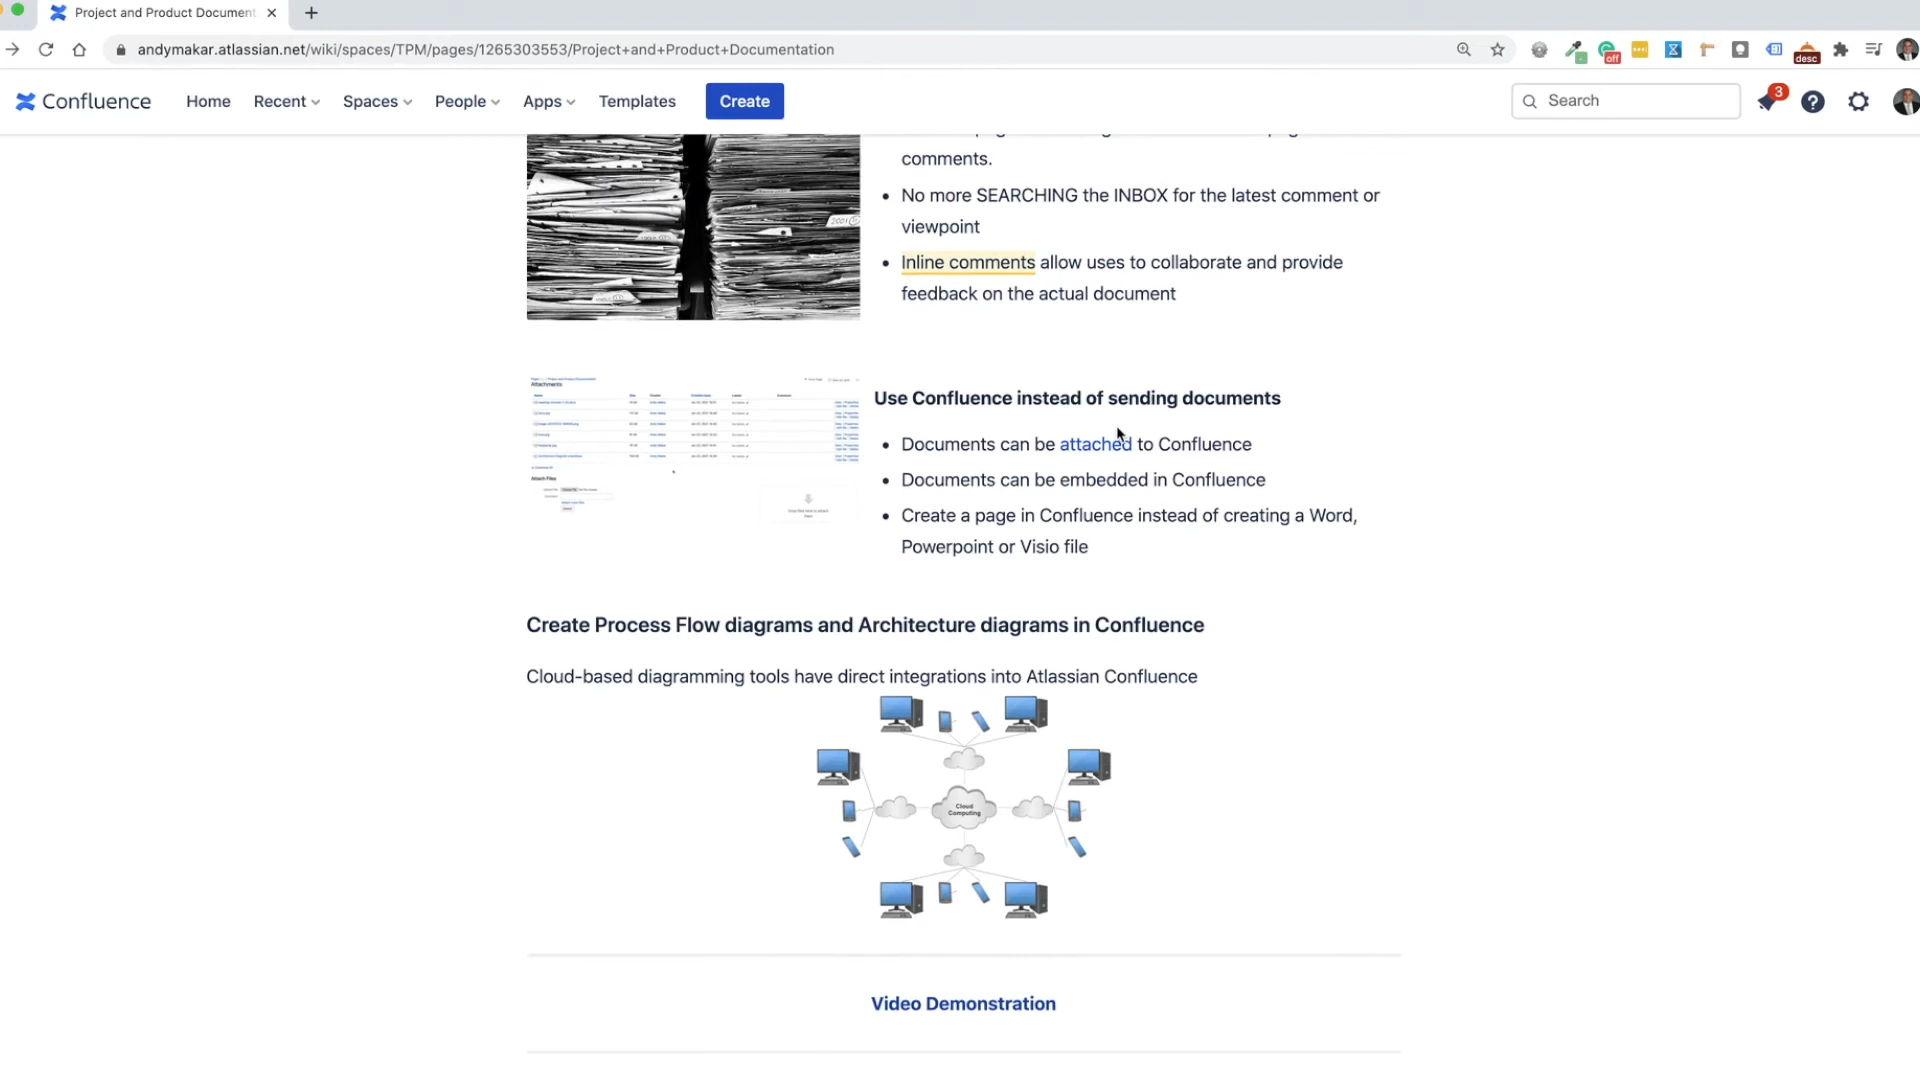 Project and Product Document
andymakar.atlassian.net/wiki/spaces/TPM/pages/1265303553/Project+and+Product+Documentation
off
desc
Confluence
Home
Recent
Spaces
People
Apps
Templates
Create
Search
3
comments.
No more SEARCHING the INBOX for the latest comment or
viewpoint
Inline comments allow uses to collaborate and provide
feedback on the actual document
Attachments
Use Confluence instead of sending documents
Documents can be attached to Confluence
Documents can be embedded in Confluence
Create a page in Confluence instead of creating a Word,
Powerpoint or Visio file
Create Process Flow diagrams and Architecture diagrams in Confluence
Cloud-based diagramming tools have direct integrations into Atlassian Confluence
Cloud
Computing
Video Demonstration